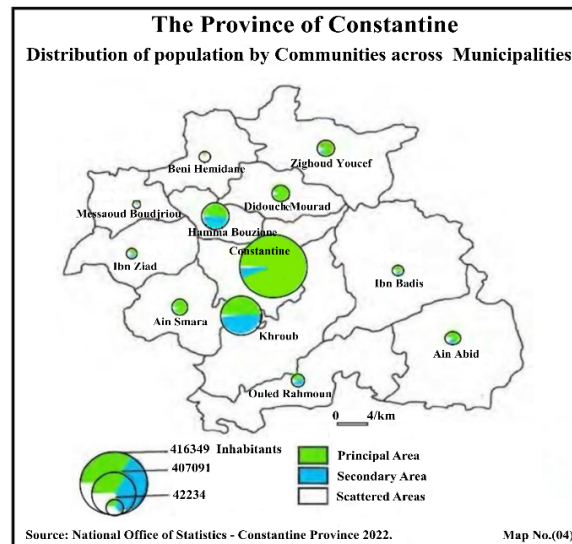 The Province of Constantine
Distribution of population by Communities across Municipalities
Zighoud Youcef
Beni Hemidane
Didouck Mourad
Messaoud Boudjriou
Hamma Bouziane
Constantine
Ibn Ziad
Ibn Badis
Ain Smara
Khroub
Ain Abid
Ouled Rahmoun
0 4/km
416349 Inhabitants
407091
42234
Principal Area
Secondary Area
Scattered Areas
Source: National Office of Statistics - Constantine Province 2022. Map No.(04)